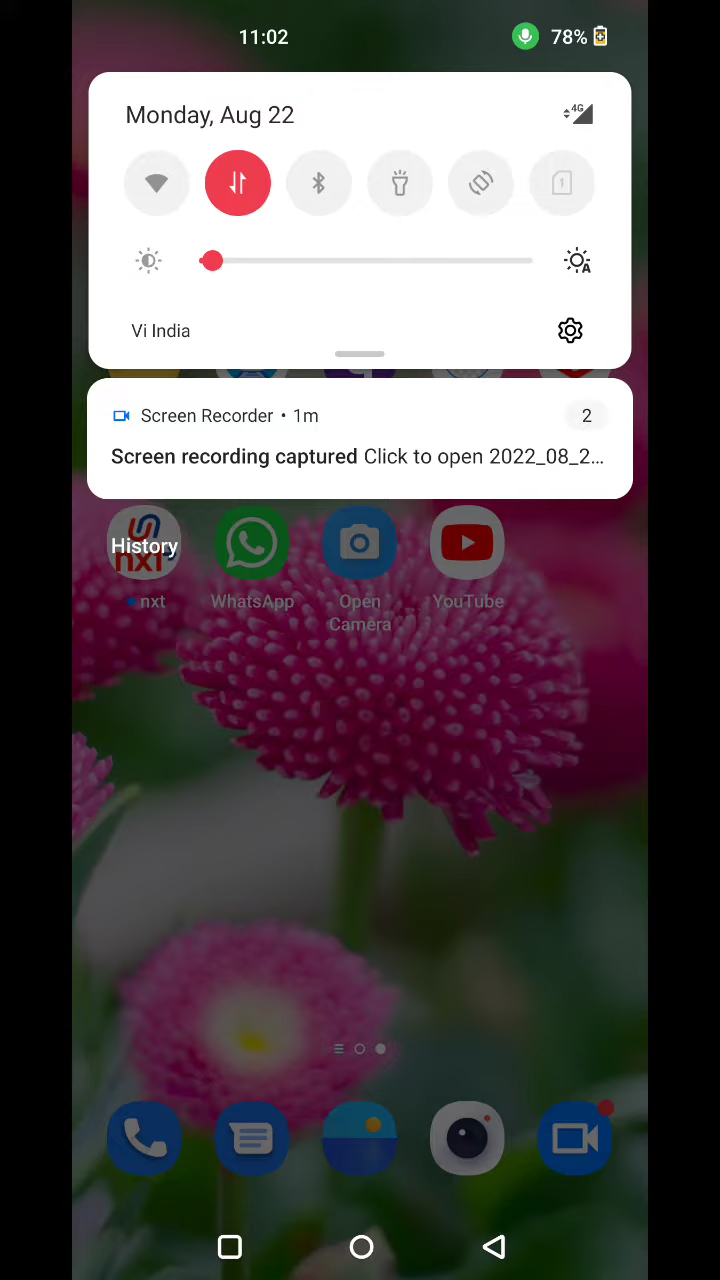 11:02
78%
Monday, Aug 22
4G
Vi India
Screen Recorder • 1m
2
Screen recording captured Click to open 2022_08_2...
History
nxt
nxt
WhatsApp
Open
Camera
YouTube